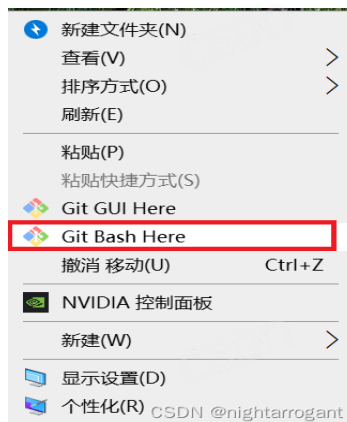 新建文件夹(N)
查看(V)
排序方式(O)
刷新(E)
粘贴(P)
粘贴快捷方式(S)
Git GUI Here
Git Bash Here
撤消 移动(U) Ctrl+Z
NVIDIA 控制面板
新建(W)
显示设置(D)
个性化(R)
CSDN @nightarrogant